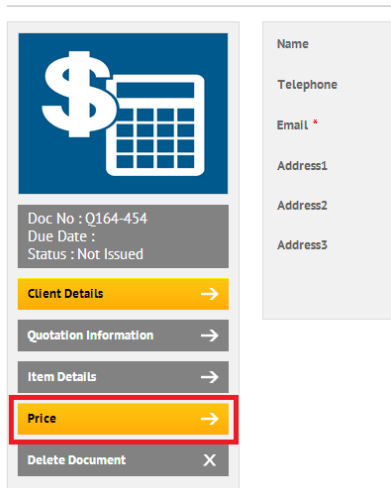 Doc No : Q164-454
Due Date :
Status : Not Issued
Client Details
Quotation Information
Item Details
Price
Delete Document X
Name
Telephone
Email *
Address1
Address2
Address3